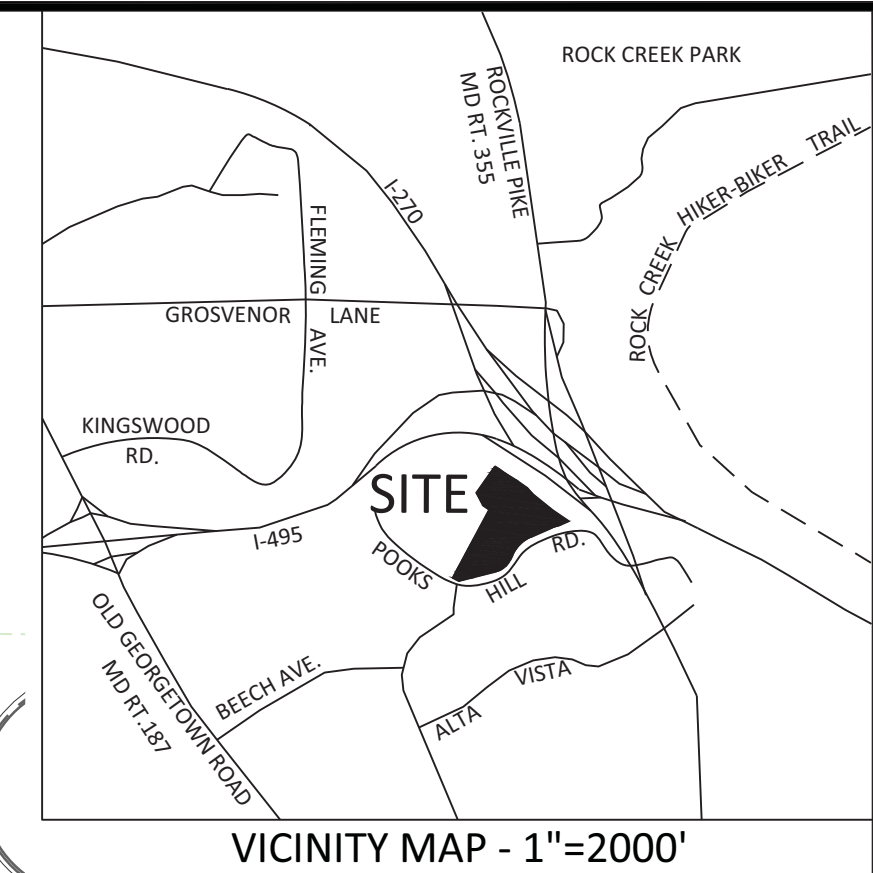 ROCK CREEK PARK
ROCKVILLE PIKE
MD RT. 355
ROCK CREEK HIKER-BIKER TRAIL
I-270
FLEMING AVE.
GROSVENOR LANE
KINGSWOOD
RD.
SITE
I-495
POOKS HILL RD.
OLD GEORGETOWN ROAD
MD RT.187
BEECH AVE.
ALTA VISTA
VICINITY MAP - 1"=2000'